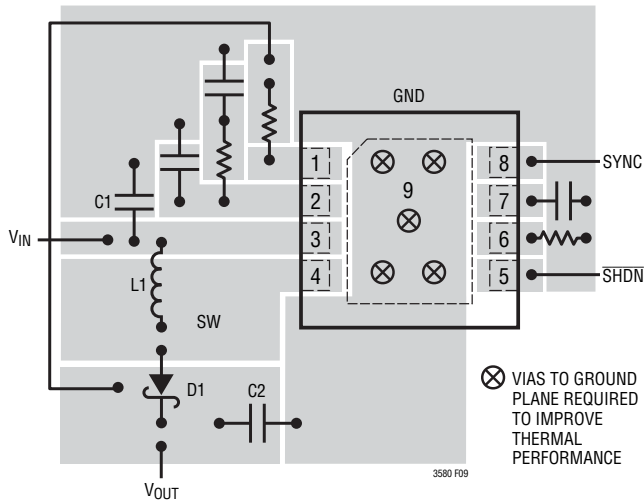 GND
1
8
SYNC
2
9
7
C1
3
6
VIN
4
5
SHDN
L1
SW
D1
C2
VIAS TO GROUND
PLANE REQUIRED
TO IMPROVE
THERMAL
PERFORMANCE
3580 F09
VOUT